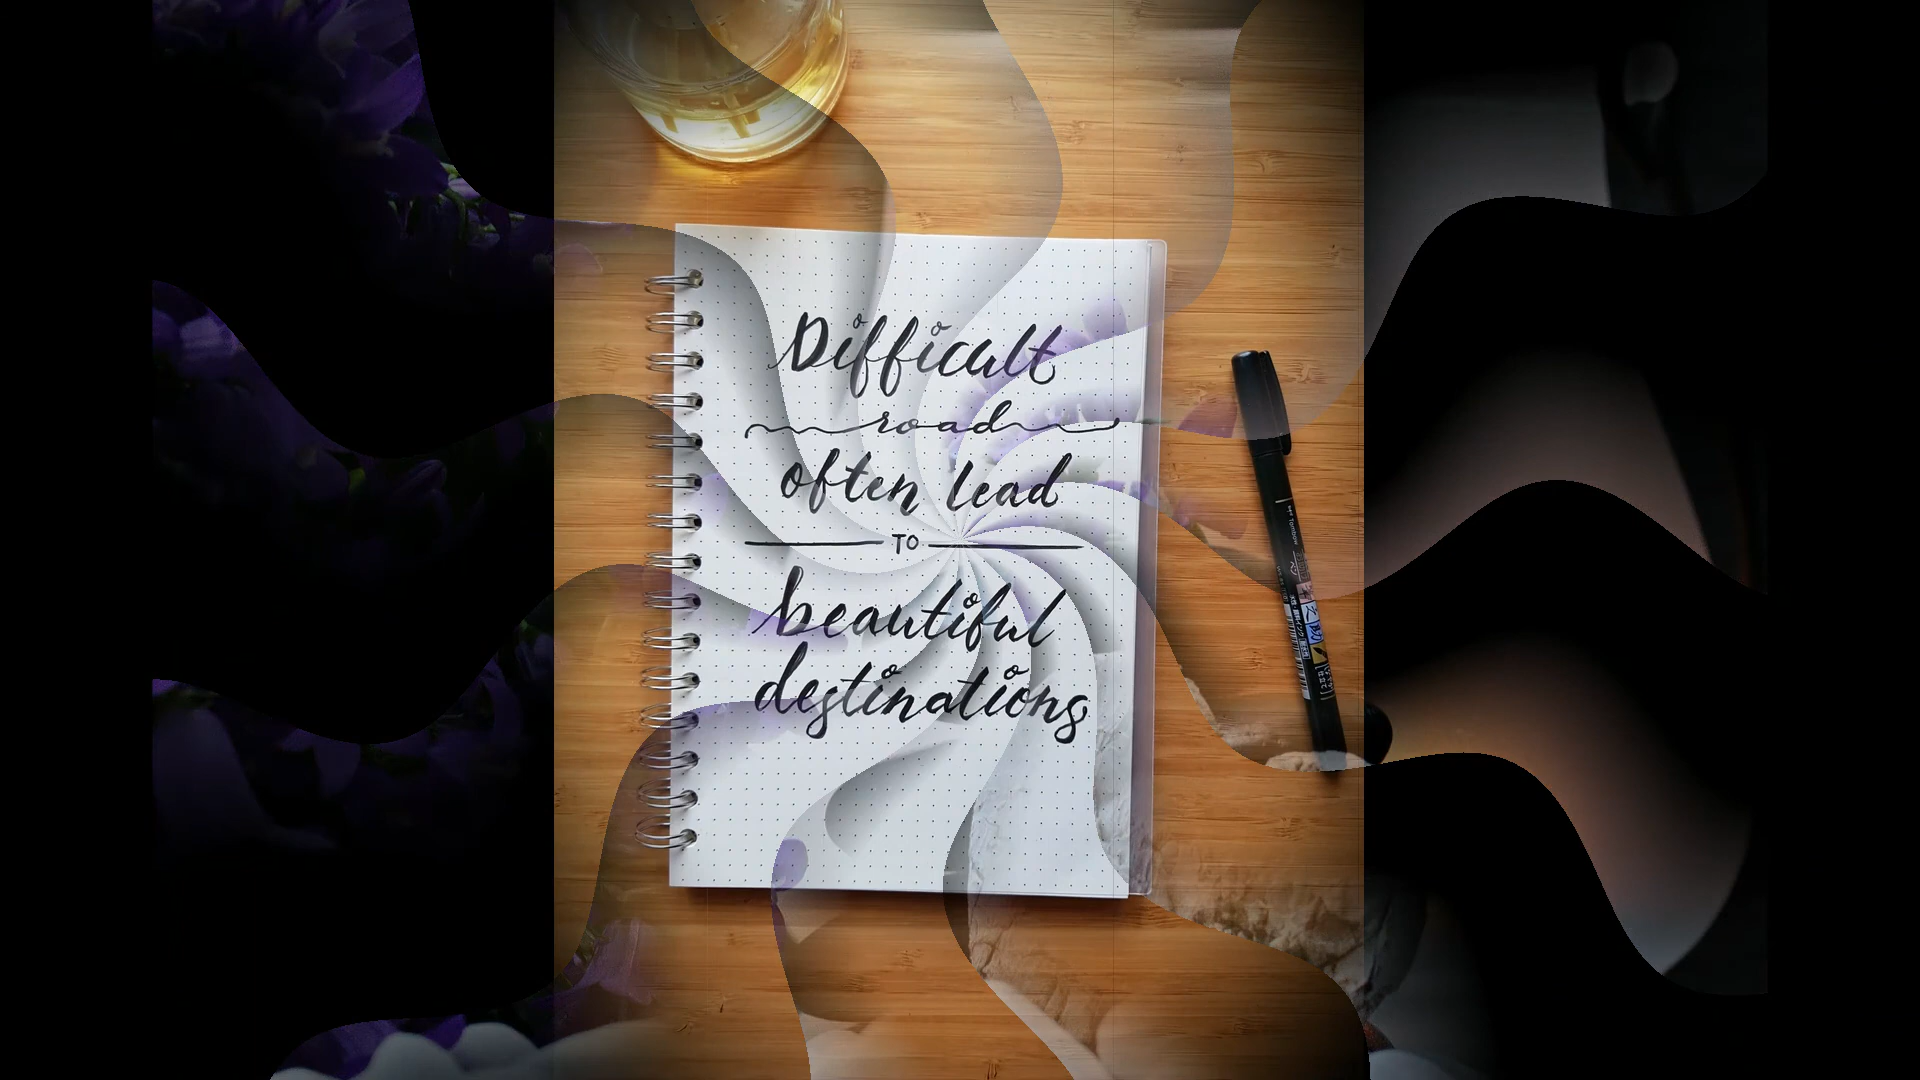 Difficult
road
often lead
TO
beautiful
destinations